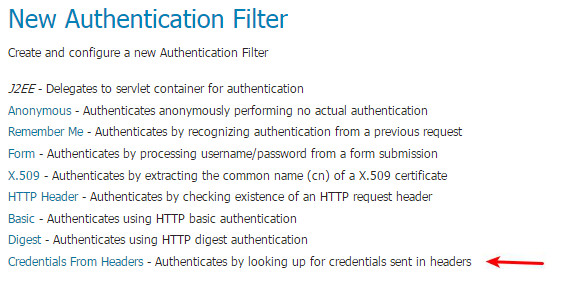 New Authentication Filter
Create and configure a new Authentication Filter
J2EE - Delegates to servlet container for authentication
Anonymous - Authenticates anonymously performing no actual authentication
Remember Me - Authenticates by recognizing authentication from a previous request
Form - Authenticates by processing username/password from a form submission
X.509 - Authenticates by extracting the common name (cn) of a X.509 certificate
HTTP Header - Authenticates by checking existence of an HTTP request header
Basic - Authenticates using HTTP basic authentication
Digest - Authenticates using HTTP digest authentication
Credentials From Headers - Authenticates by looking up for credentials sent in headers